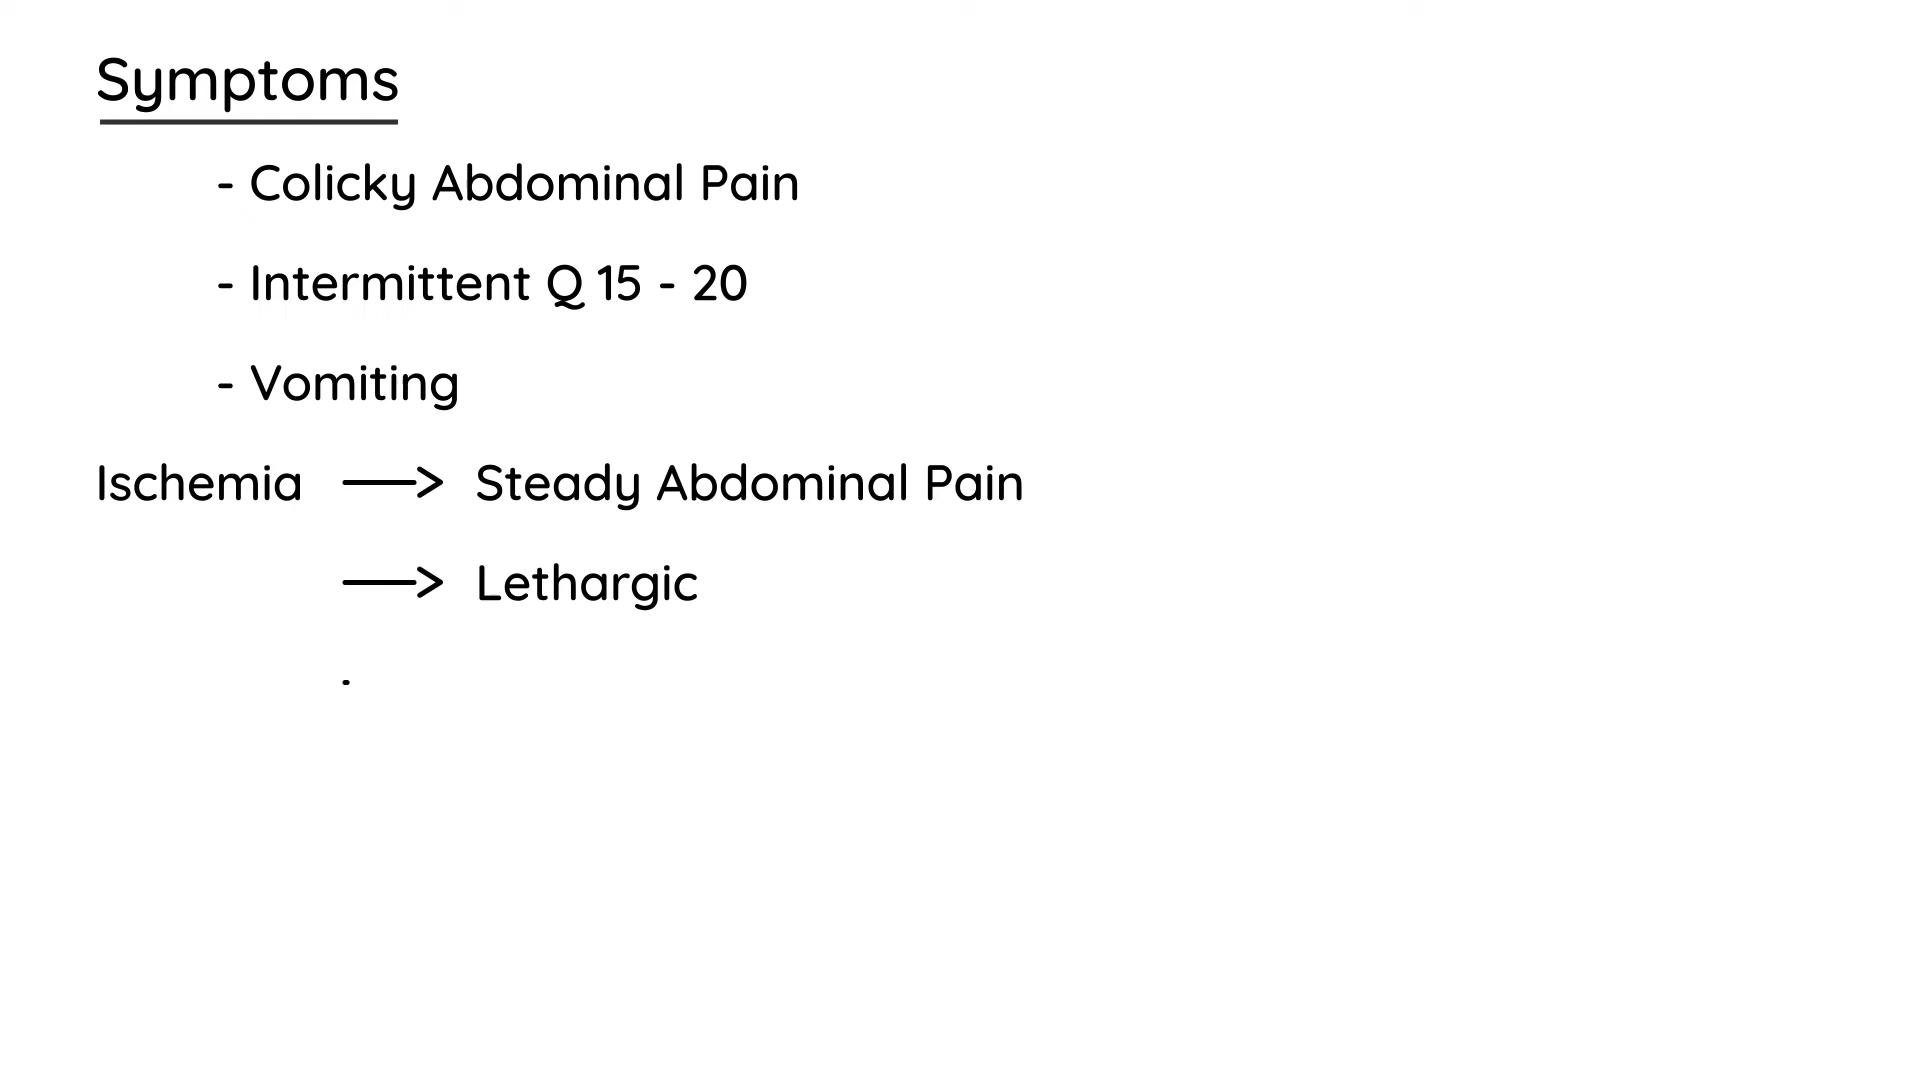 Symptoms
- Colicky Abdominal Pain
- Intermittent Q 15 - 20
- Vomiting
Ischemia → Steady Abdominal Pain
→ Lethargic